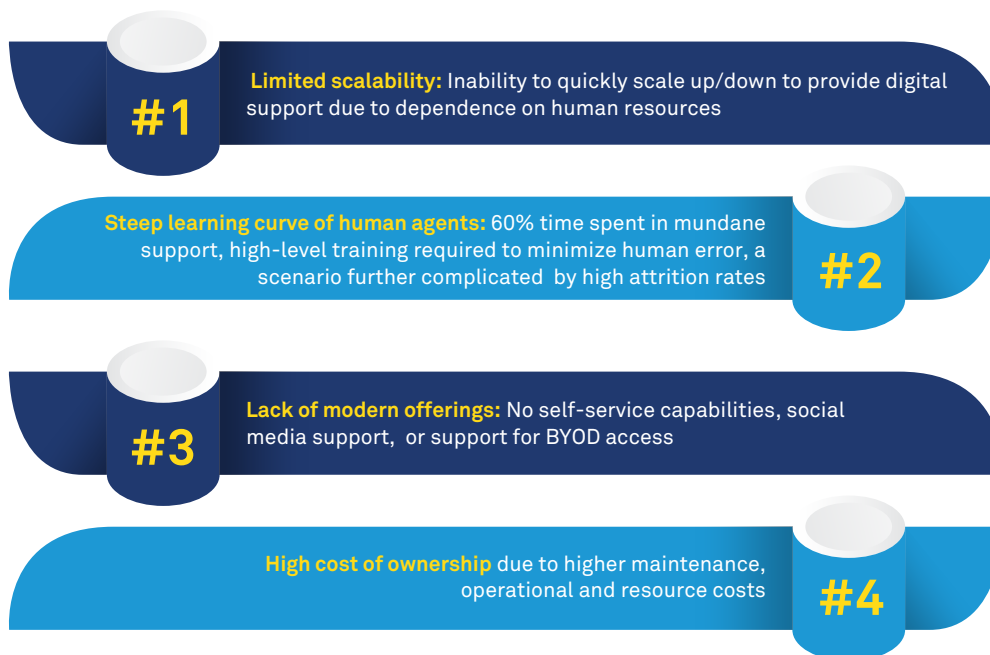 #1
Limited scalability: Inability to quickly scale up/down to provide digital
support due to dependence on human resources
Steep learning curve of human agents: 60% time spent in mundane
support, high-level training required to minimize human error, a
scenario further complicated by high attrition rates
#2
#3
Lack of modern offerings: No self-service capabilities, social
media support, or support for BYOD access
High cost of ownership due to higher maintenance,
operational and resource costs
#4